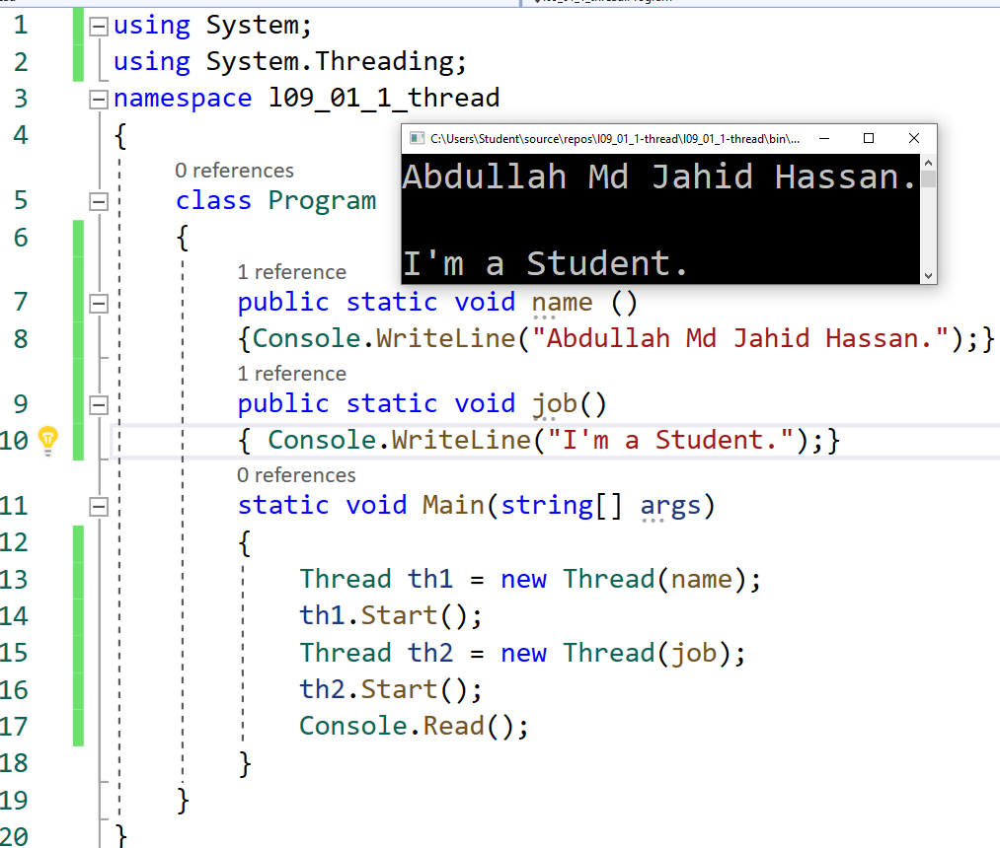 1 using System;
2 using System.Threading;
3 namespace l09_01_1_thread
4 {
C:\Users\Student\source\repos\l09_01_1-thread\l09_01_1-thread\bin\...
Abdullah Md Jahid Hassan.
I'm a Student.
0 references
5 class Program
6 {
1 reference
7 public static void name ()
8 {Console.WriteLine("Abdullah Md Jahid Hassan.");}
1 reference
9 public static void job()
10 { Console.WriteLine("I'm a Student.");}
0 references
11 static void Main(string[] args)
12 {
13 Thread th1 = new Thread(name);
14 th1.Start();
15 Thread th2 = new Thread(job);
16 th2.Start();
17 Console.Read();
18 }
19 }
20 }